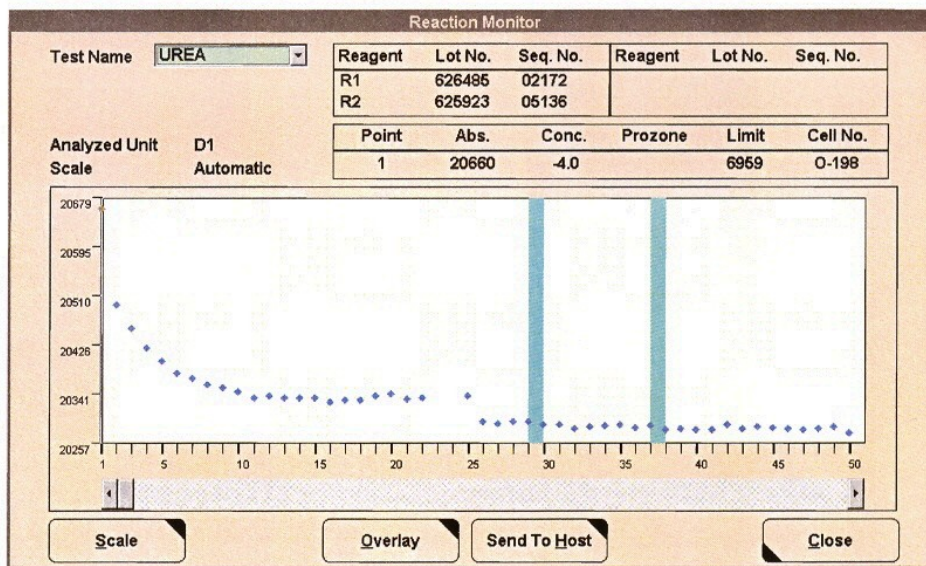 Reaction Monitor
Test Name UREA
Reagent Lot No. Seq. No. Reagent Lot No. Seq. No.
R1 626485 02172
R2 625923 05136
Analyzed Unit D1
Scale Automatic
Point Abs. Conc. Prozone Limit Cell No.
1 20660 -4.0 6959 O-198
20679
20595
20510
20426
20341
20257
1 5 10 15 20 25 30 35 40 45 50
Scale Overlay Send To Host Close